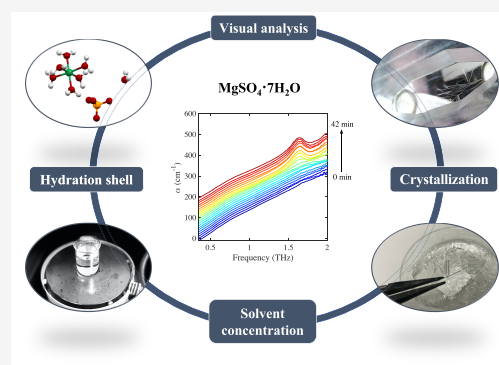 Visual analysis
MgSO₄·7H₂O
Hydration shell
Crystallization
600
500
400
300
200
100
0
α (cm⁻¹)
0.5
1
1.5
2
Frequency (THz)
42 min
0 min
Solvent
concentration